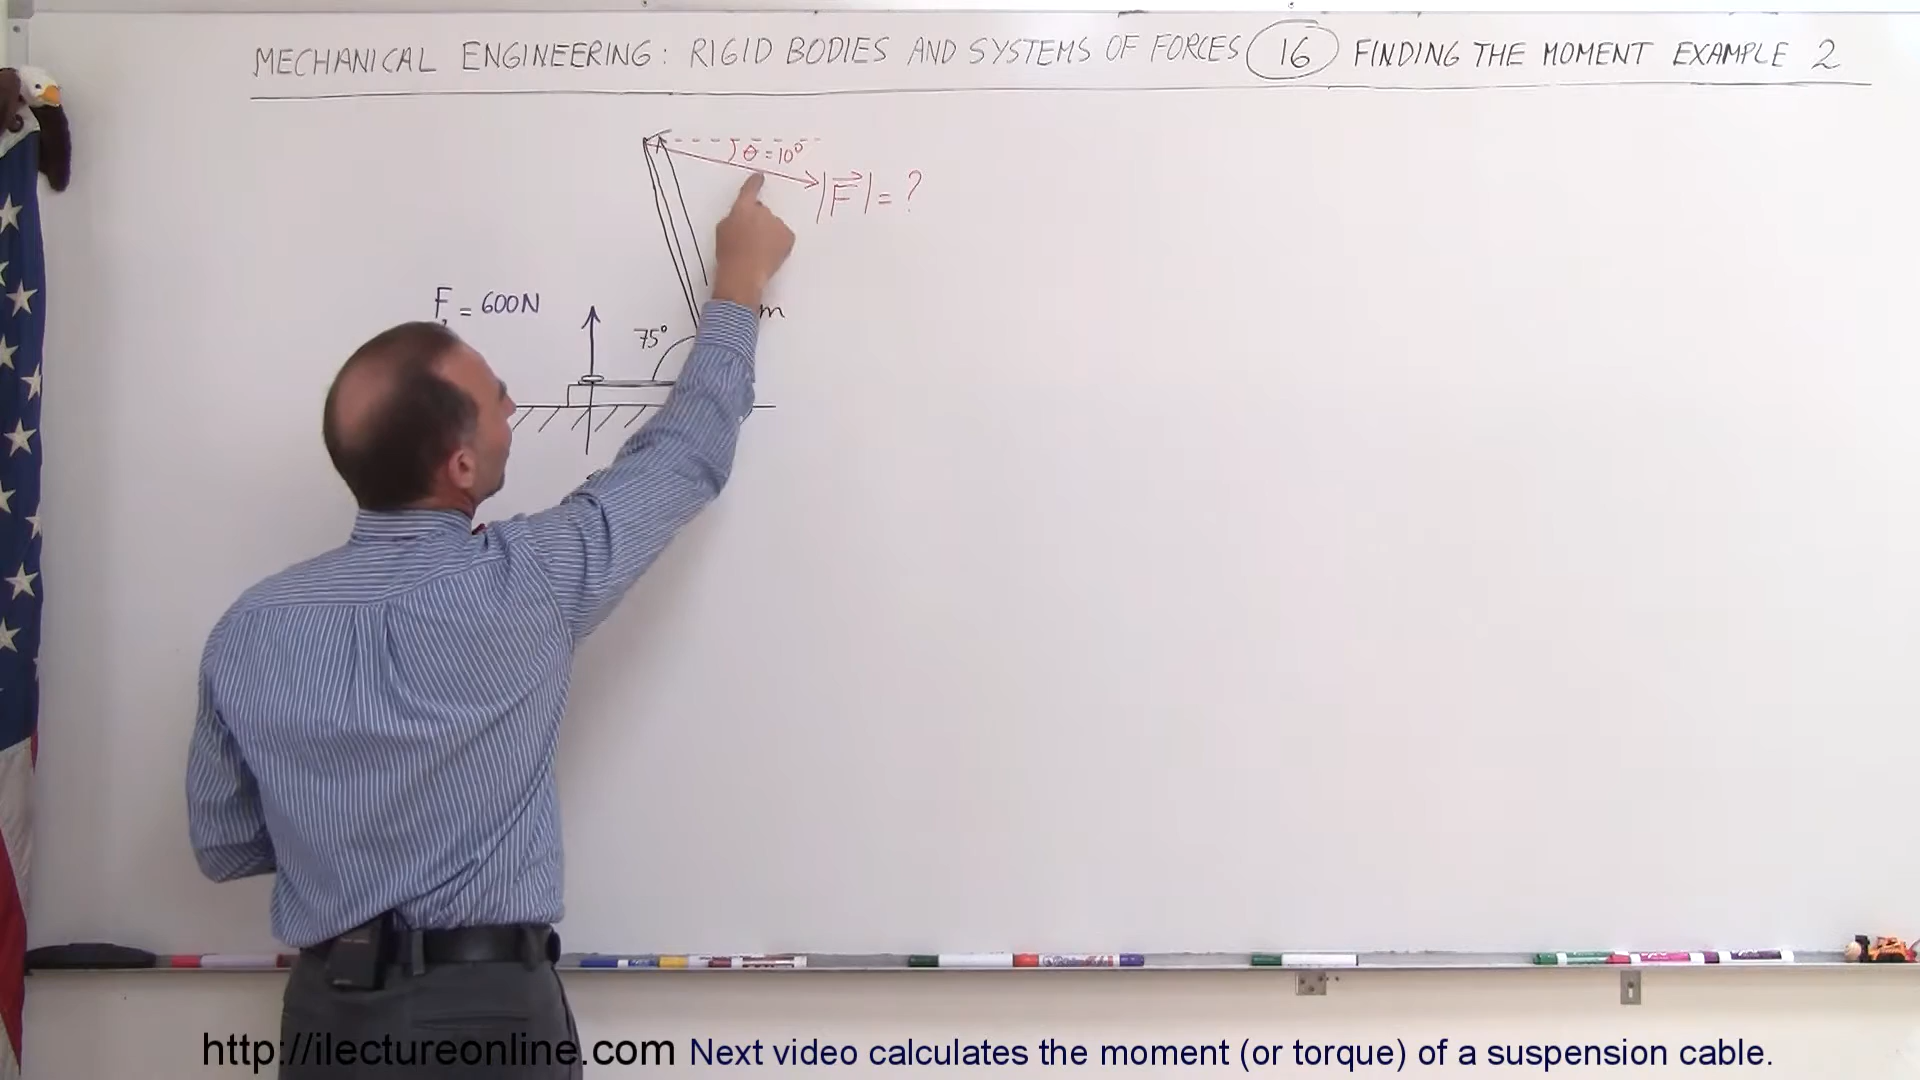 MECHANICAL ENGINEERING: RIGID BODIES AND SYSTEMS OF FORCES 16 FINDING THE MOMENT EXAMPLE 2
θ = 10°
|F| = ?
F = 600N
m
75°
http://ilectureonline.com Next video calculates the moment (or torque) of a suspension cable.